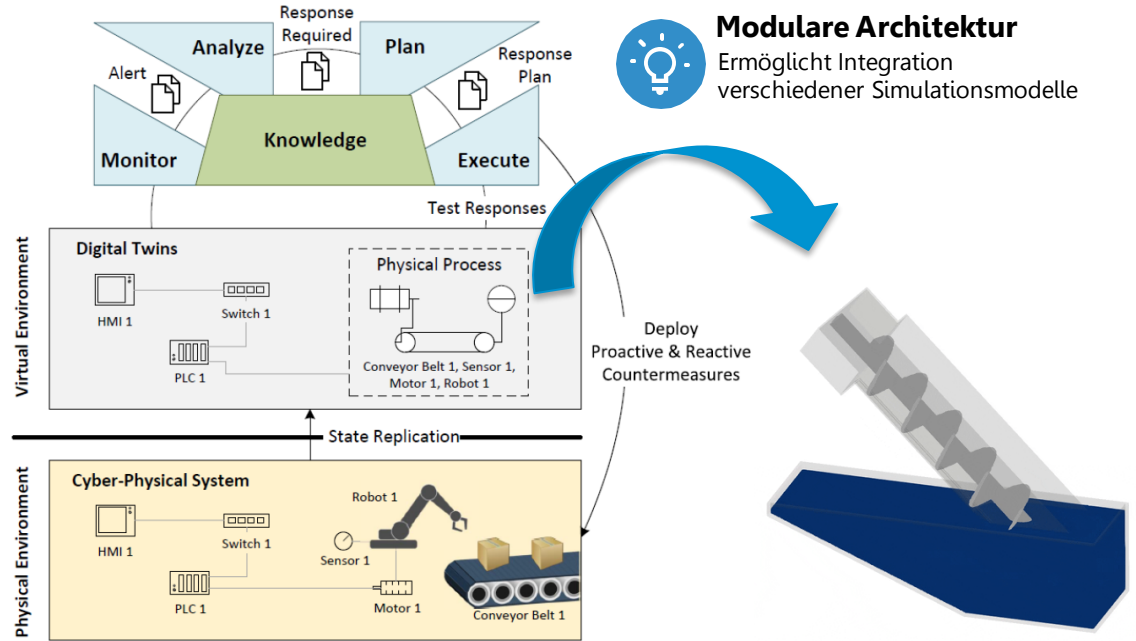 Modulare Architektur
Ermöglicht Integration
verschiedener Simulationsmodelle
Response
Required
Analyze
Plan
Alert
Response
Plan
Monitor
Knowledge
Execute
Test Responses
Virtual Environment
Digital Twins
HMI 1
Switch 1
PLC 1
Physical Process
Conveyor Belt 1, Sensor 1,
Motor 1, Robot 1
Deploy
Proactive & Reactive
Countermeasures
State Replication
Physical Environment
Cyber-Physical System
HMI 1
Switch 1
PLC 1
Robot 1
Sensor 1
Motor 1
Conveyor Belt 1